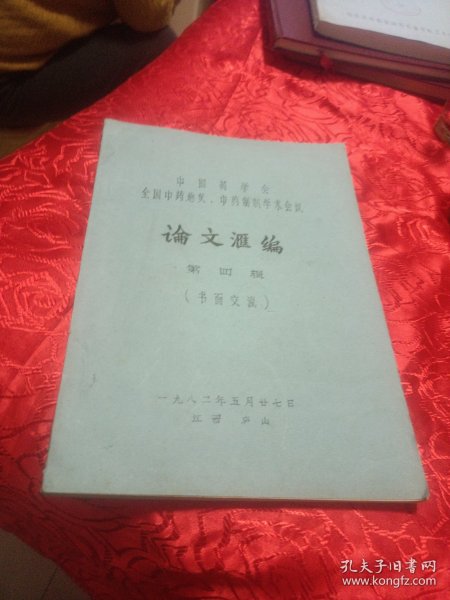 中国药学会
全国中药炮炙、中药制剂学术会议
論文滙编
第四辑
（书面交流）
一九八二年五月廿七日
江西 庐山
孔夫子旧书网
www.kongfz.com